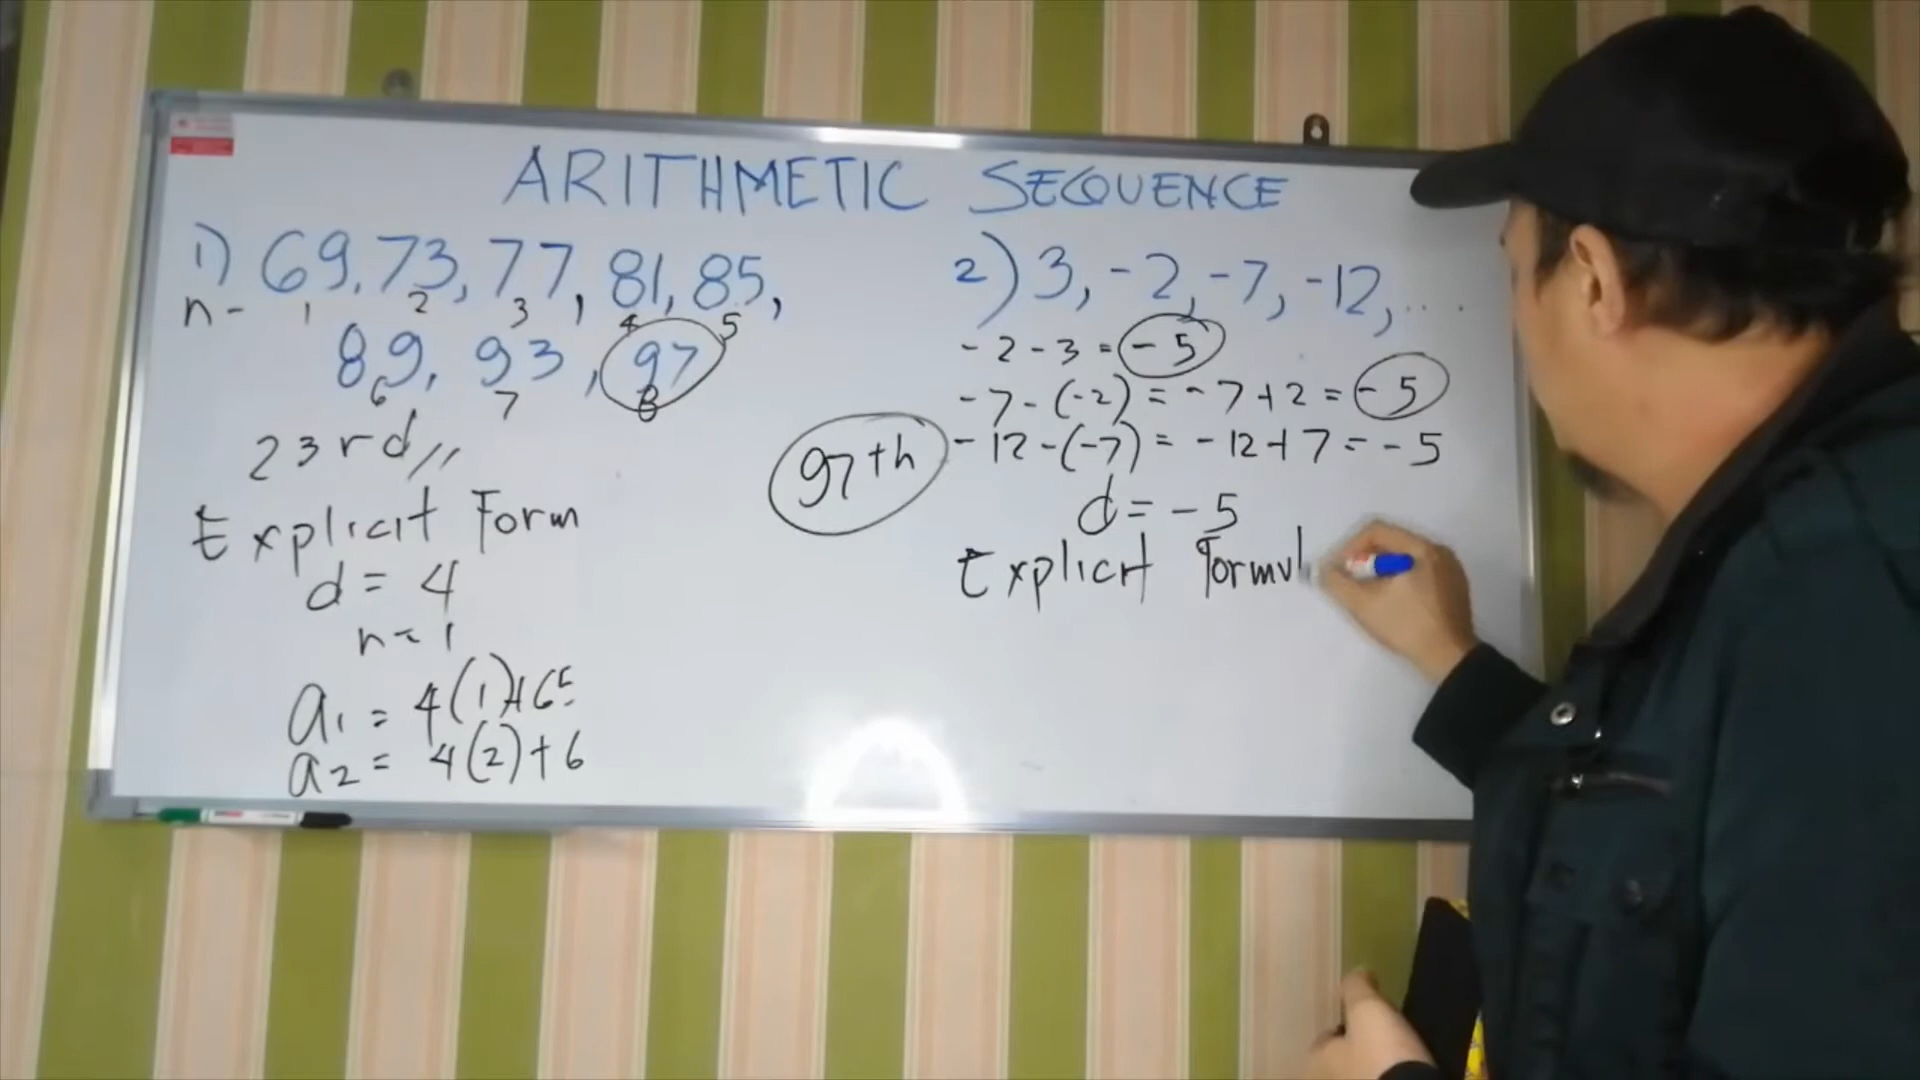 ARITHMETIC SEQUENCE
1) 69, 73, 77, 81, 85,
n - 1 2 3 4 5
89, 93, 97
6 7 8
23rd,,
Explicit Form
d = 4
n = 1
a1 = 4(1)+65
a2 = 4(2)+6
97th
2) 3, -2, -7, -12, ....
-2-3 = -5
-7-(-2) = -7+2 = -5
-12-(-7) = -12+7 = -5
d = -5
Explicit Formul